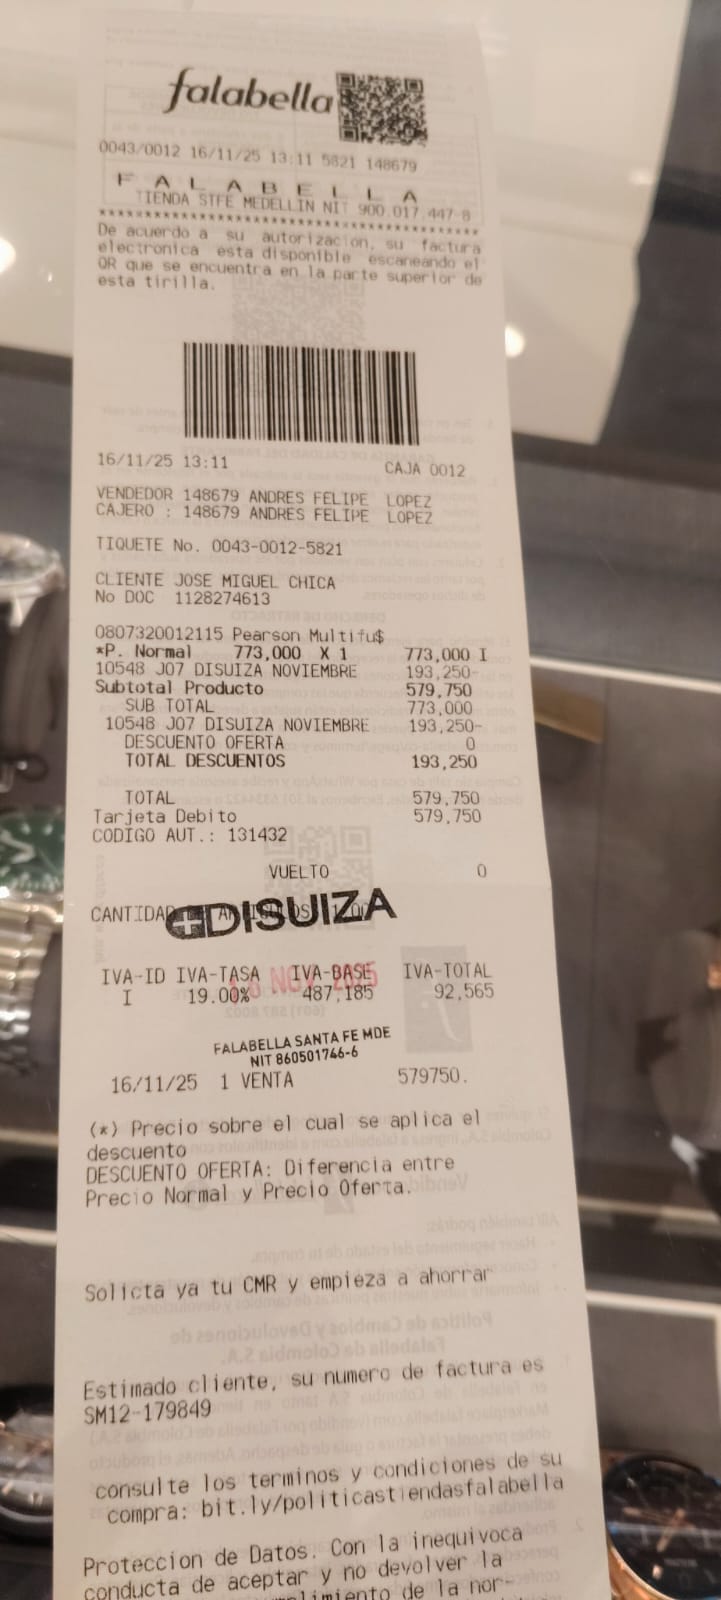 falabella
0043/0012 16/11/25 13:11 5821 148679
F A L A B E L L A
TIENDA STFE MEDELLIN NIT 900.017.447-8
****************************************
De acuerdo a su autorizacion, su factura
electronica esta disponible escaneando el
QR que se encuentra en la parte superior de
esta tirilla.
16/11/25 13:11 CAJA 0012
VENDEDOR 148679 ANDRES FELIPE LOPEZ
CAJERO : 148679 ANDRES FELIPE LOPEZ
TIQUETE No. 0043-0012-5821
CLIENTE JOSE MIGUEL CHICA
No DOC 1128274613
0807320012115 Pearson Multifu$
*P. Normal 773,000 X 1 773,000 I
10548 J07 DISUIZA NOVIEMBRE 193,250-
Subtotal Producto 579,750
SUB TOTAL 773,000
10548 J07 DISUIZA NOVIEMBRE 193,250-
DESCUENTO OFERTA 0
TOTAL DESCUENTOS 193,250
TOTAL 579,750
Tarjeta Debito 579,750
CODIGO AUT.: 131432
VUELTO 0
CANTIDAD
DISUIZA
IVA-ID IVA-TASA IVA-BASE IVA-TOTAL
I 19.00% 487,185 92,565
NOV
FALABELLA SANTA FE MDE
NIT 860501746-6
16/11/25 1 VENTA 579750.
(*) Precio sobre el cual se aplica el
descuento
DESCUENTO OFERTA: Diferencia entre
Precio Normal y Precio Oferta.
Solicta ya tu CMR y empieza a ahorrar
Estimado cliente, su numero de factura es
SM12-179849
consulte los terminos y condiciones de su
compra: bit.ly/politicastiendasfalabella
Proteccion de Datos. Con la inequivoca
conducta de aceptar y no devolver la
de la nor-